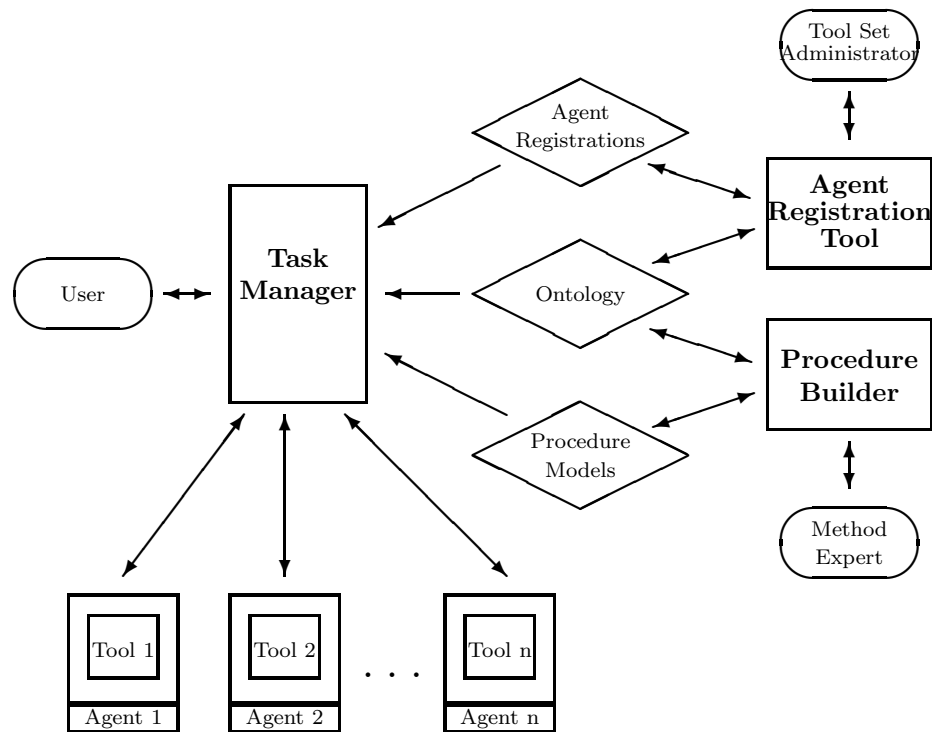 Tool Set
Administrator
Agent
Registrations
Agent
Registration
Tool
Task
Manager
User
Ontology
Procedure
Builder
Procedure
Models
Method
Expert
Tool 1
Tool 2
. . .
Tool n
Agent 1
Agent 2
Agent n